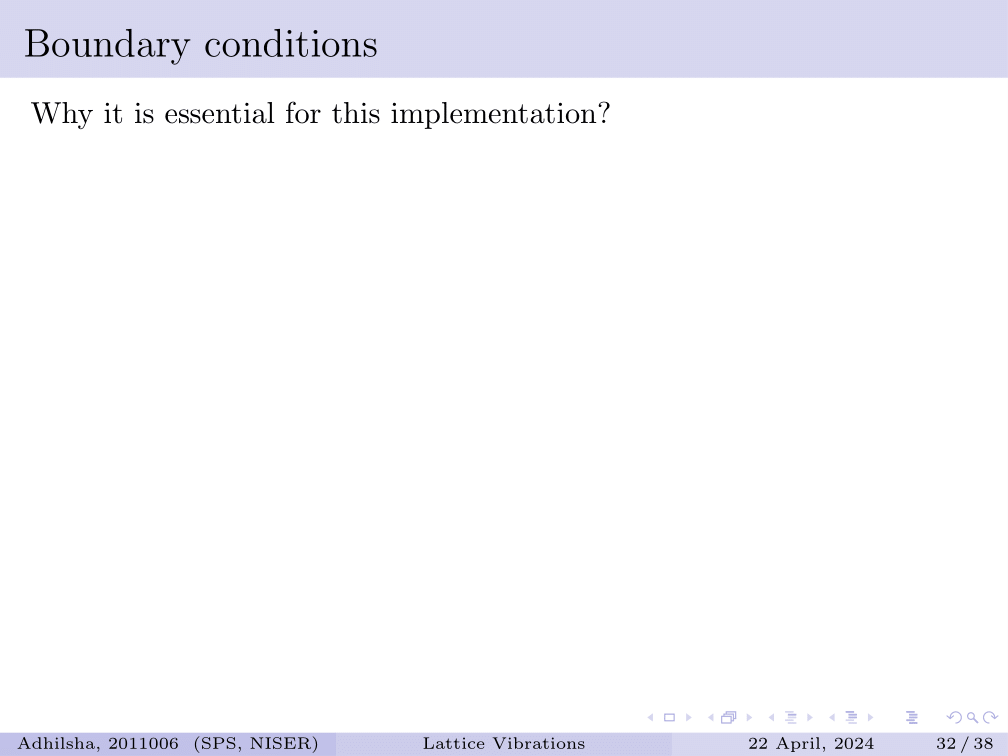 Boundary conditions
Why it is essential for this implementation?
Adhilsha, 2011006 (SPS, NISER) Lattice Vibrations 22 April, 2024 32 / 38